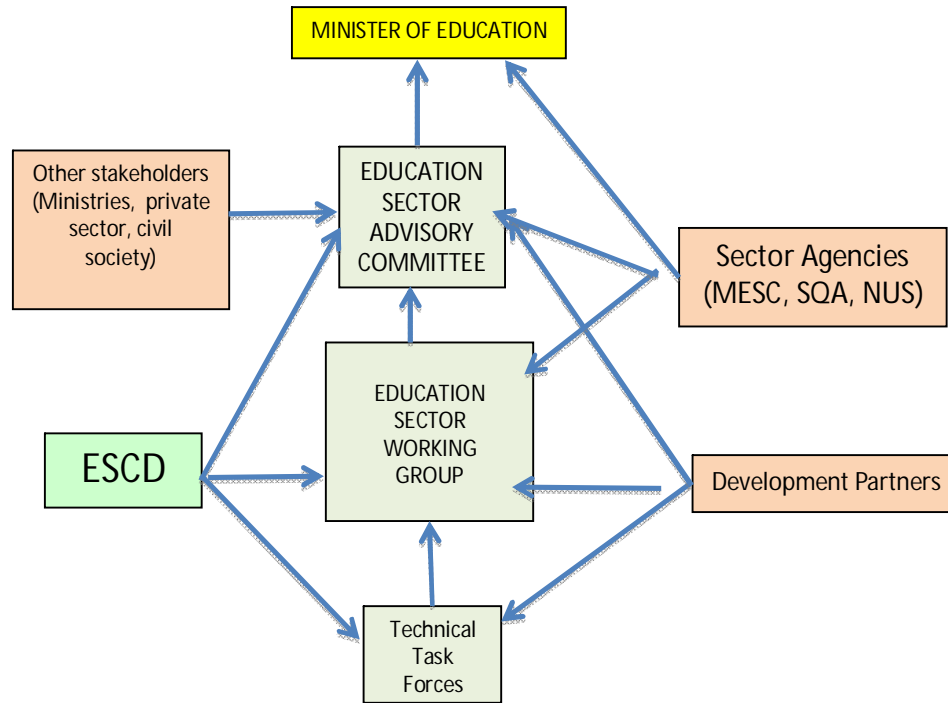 MINISTER OF EDUCATION
Other stakeholders
(Ministries, private
sector, civil
society)
EDUCATION
SECTOR
ADVISORY
COMMITTEE
Sector Agencies
(MESC, SQA, NUS)
EDUCATION
SECTOR
WORKING
GROUP
ESCD
Development Partners
Technical
Task
Forces